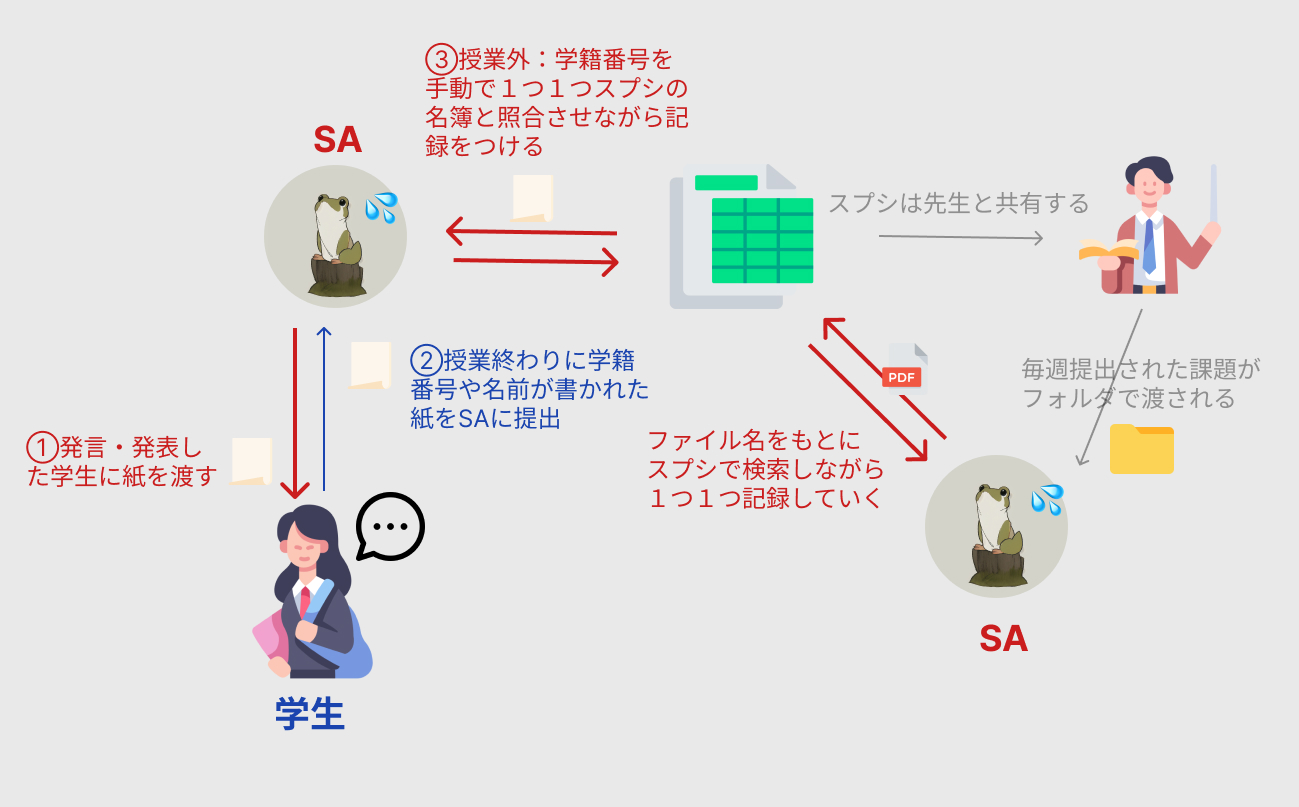 ③授業外：学籍番号を
手動で１つ１つスプシの
名簿と照合させながら記
録をつける
SA
スプシは先生と共有する
②授業終わりに学籍
番号や名前が書かれた
紙をSAに提出
毎週提出された課題が
フォルダで渡される
PDF
①発言・発表し
た学生に紙を渡す
ファイル名をもとに
スプシで検索しながら
１つ１つ記録していく
SA
学生